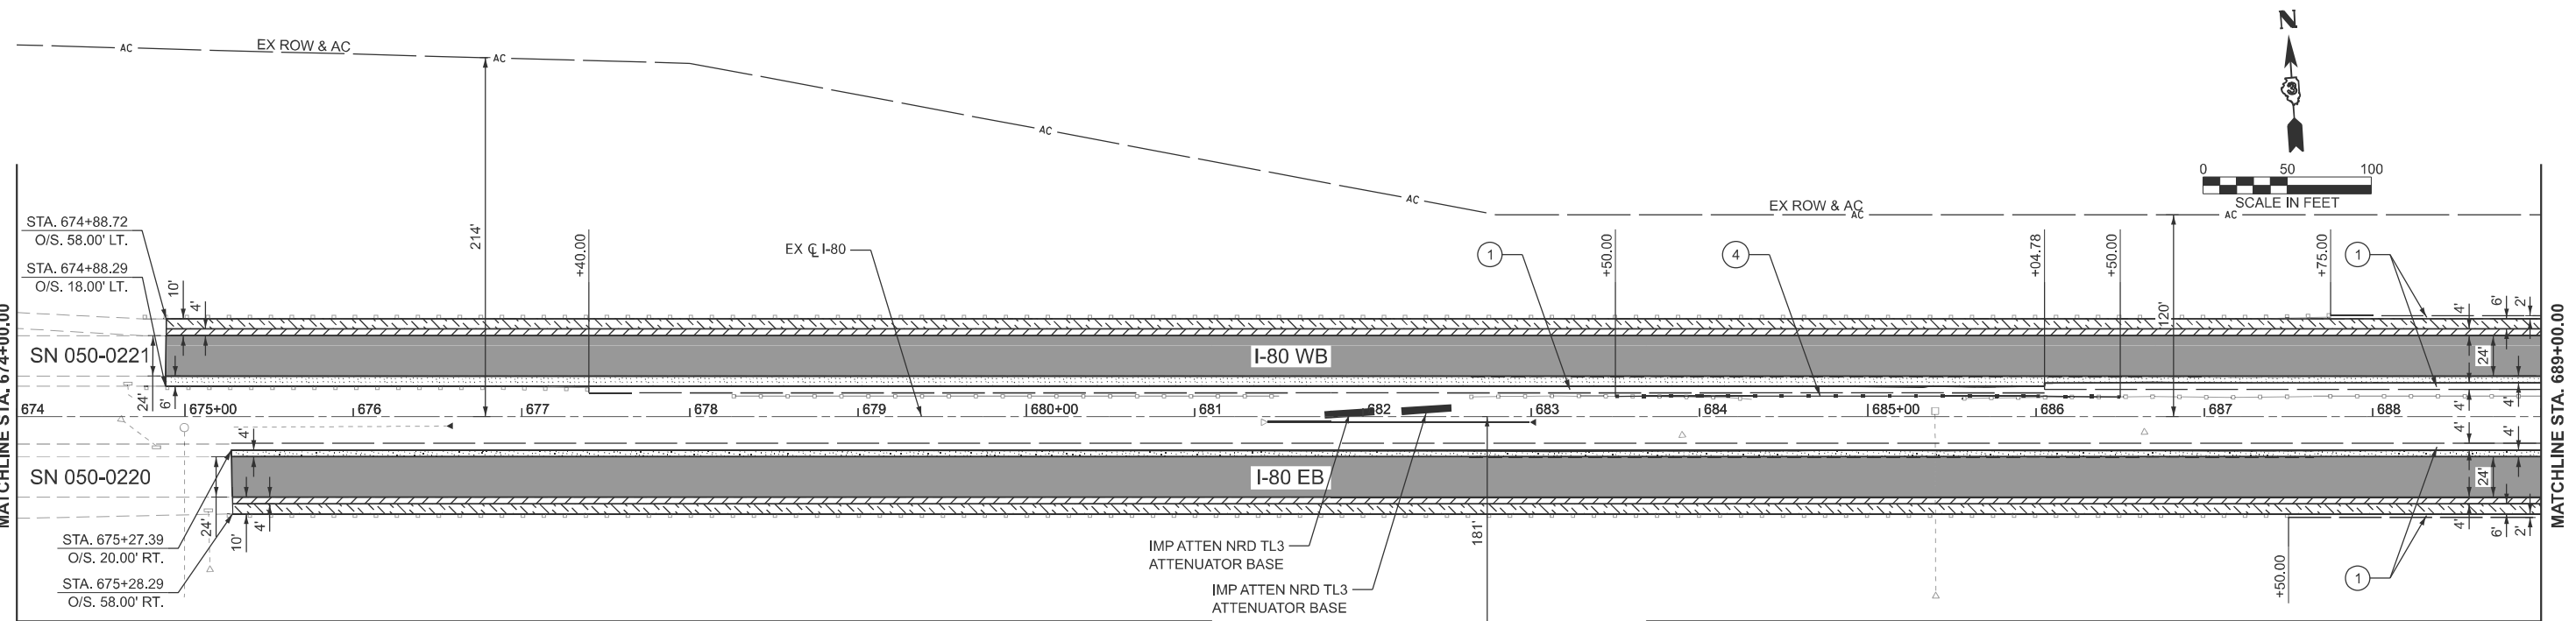 N
3
0 50 100
SCALE IN FEET
AC EX ROW & AC AC
AC
AC
EX ROW & AC
AC
AC
STA. 674+88.72
O/S. 58.00' LT.
STA. 674+88.29
O/S. 18.00' LT.
10'
4'
214'
+40.00
EX ℄ I-80
1
+50.00
4
+04.78
+50.00
120'
+75.00
1
4'
6'
2'
MATCHLINE STA. 674+00.00
SN 050-0221
I-80 WB
24'
24'
6'
4'
4'
674 675+00 676 677 678 679 680+00 681 682 683 684 685+00 686 687 688
MATCHLINE STA. 689+00.00
4'
4'
4'
SN 050-0220
I-80 EB
24'
24'
10'
4'
4'
6'
2'
STA. 675+27.39
O/S. 20.00' RT.
STA. 675+28.29
O/S. 58.00' RT.
IMP ATTEN NRD TL3
ATTENUATOR BASE
IMP ATTEN NRD TL3
ATTENUATOR BASE
181'
+50.00
1